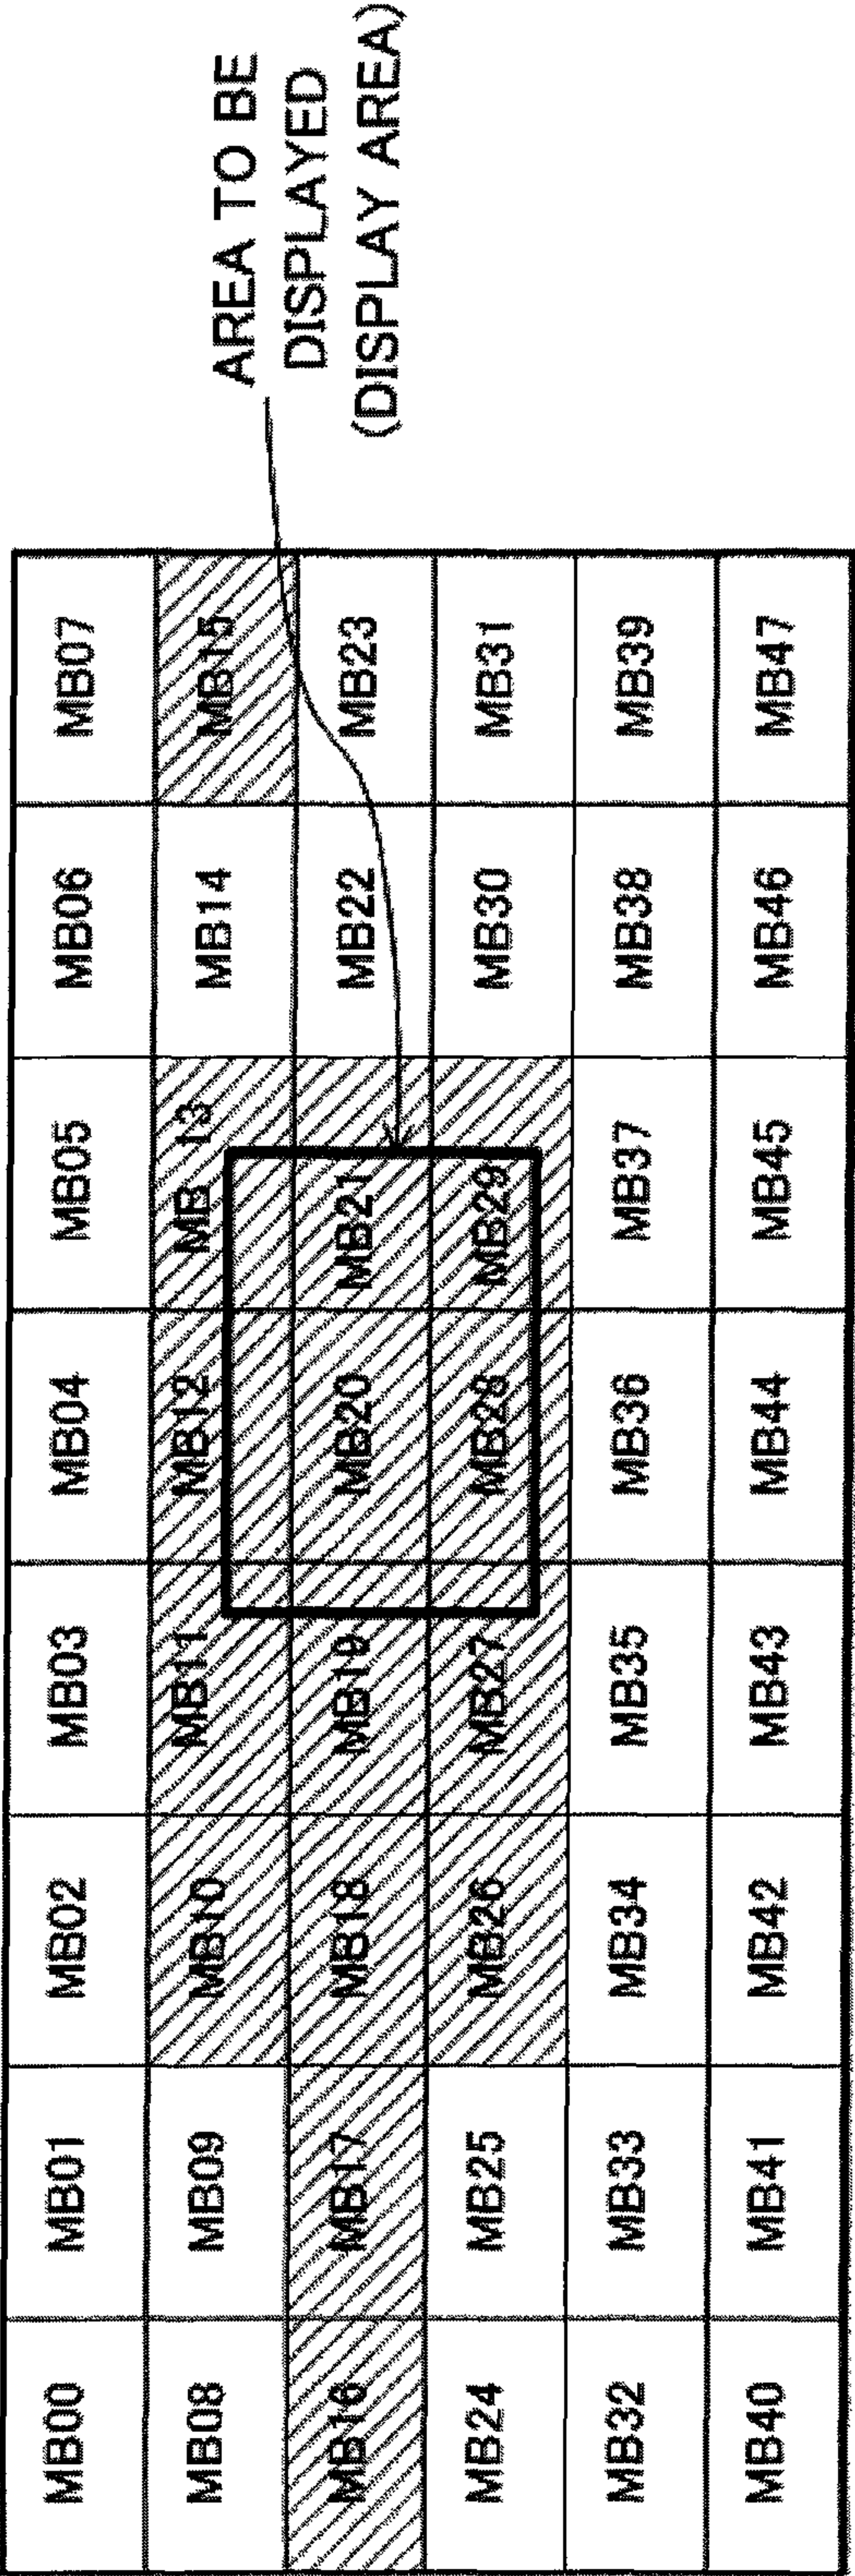 AREA TO BE
DISPLAYED
(DISPLAY AREA)
MB00 MB01 MB02 MB03 MB04 MB05 MB06 MB07
MB08 MB09 MB10 MB11 MB12 MB 13 MB14 MB15
MB16 MB17 MB18 MB19 MB20 MB21 MB22 MB23
MB24 MB25 MB26 MB27 MB28 MB29 MB30 MB31
MB32 MB33 MB34 MB35 MB36 MB37 MB38 MB39
MB40 MB41 MB42 MB43 MB44 MB45 MB46 MB47